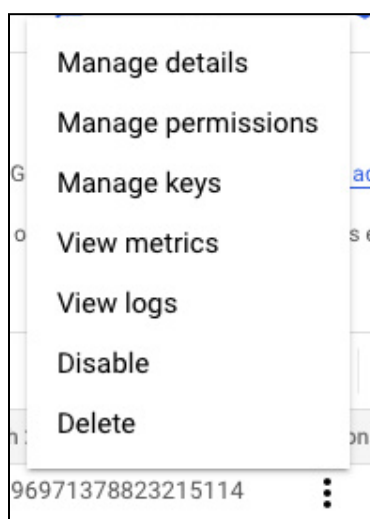 Manage details
Manage permissions
Manage keys
View metrics
View logs
Disable
Delete
96971378823215114